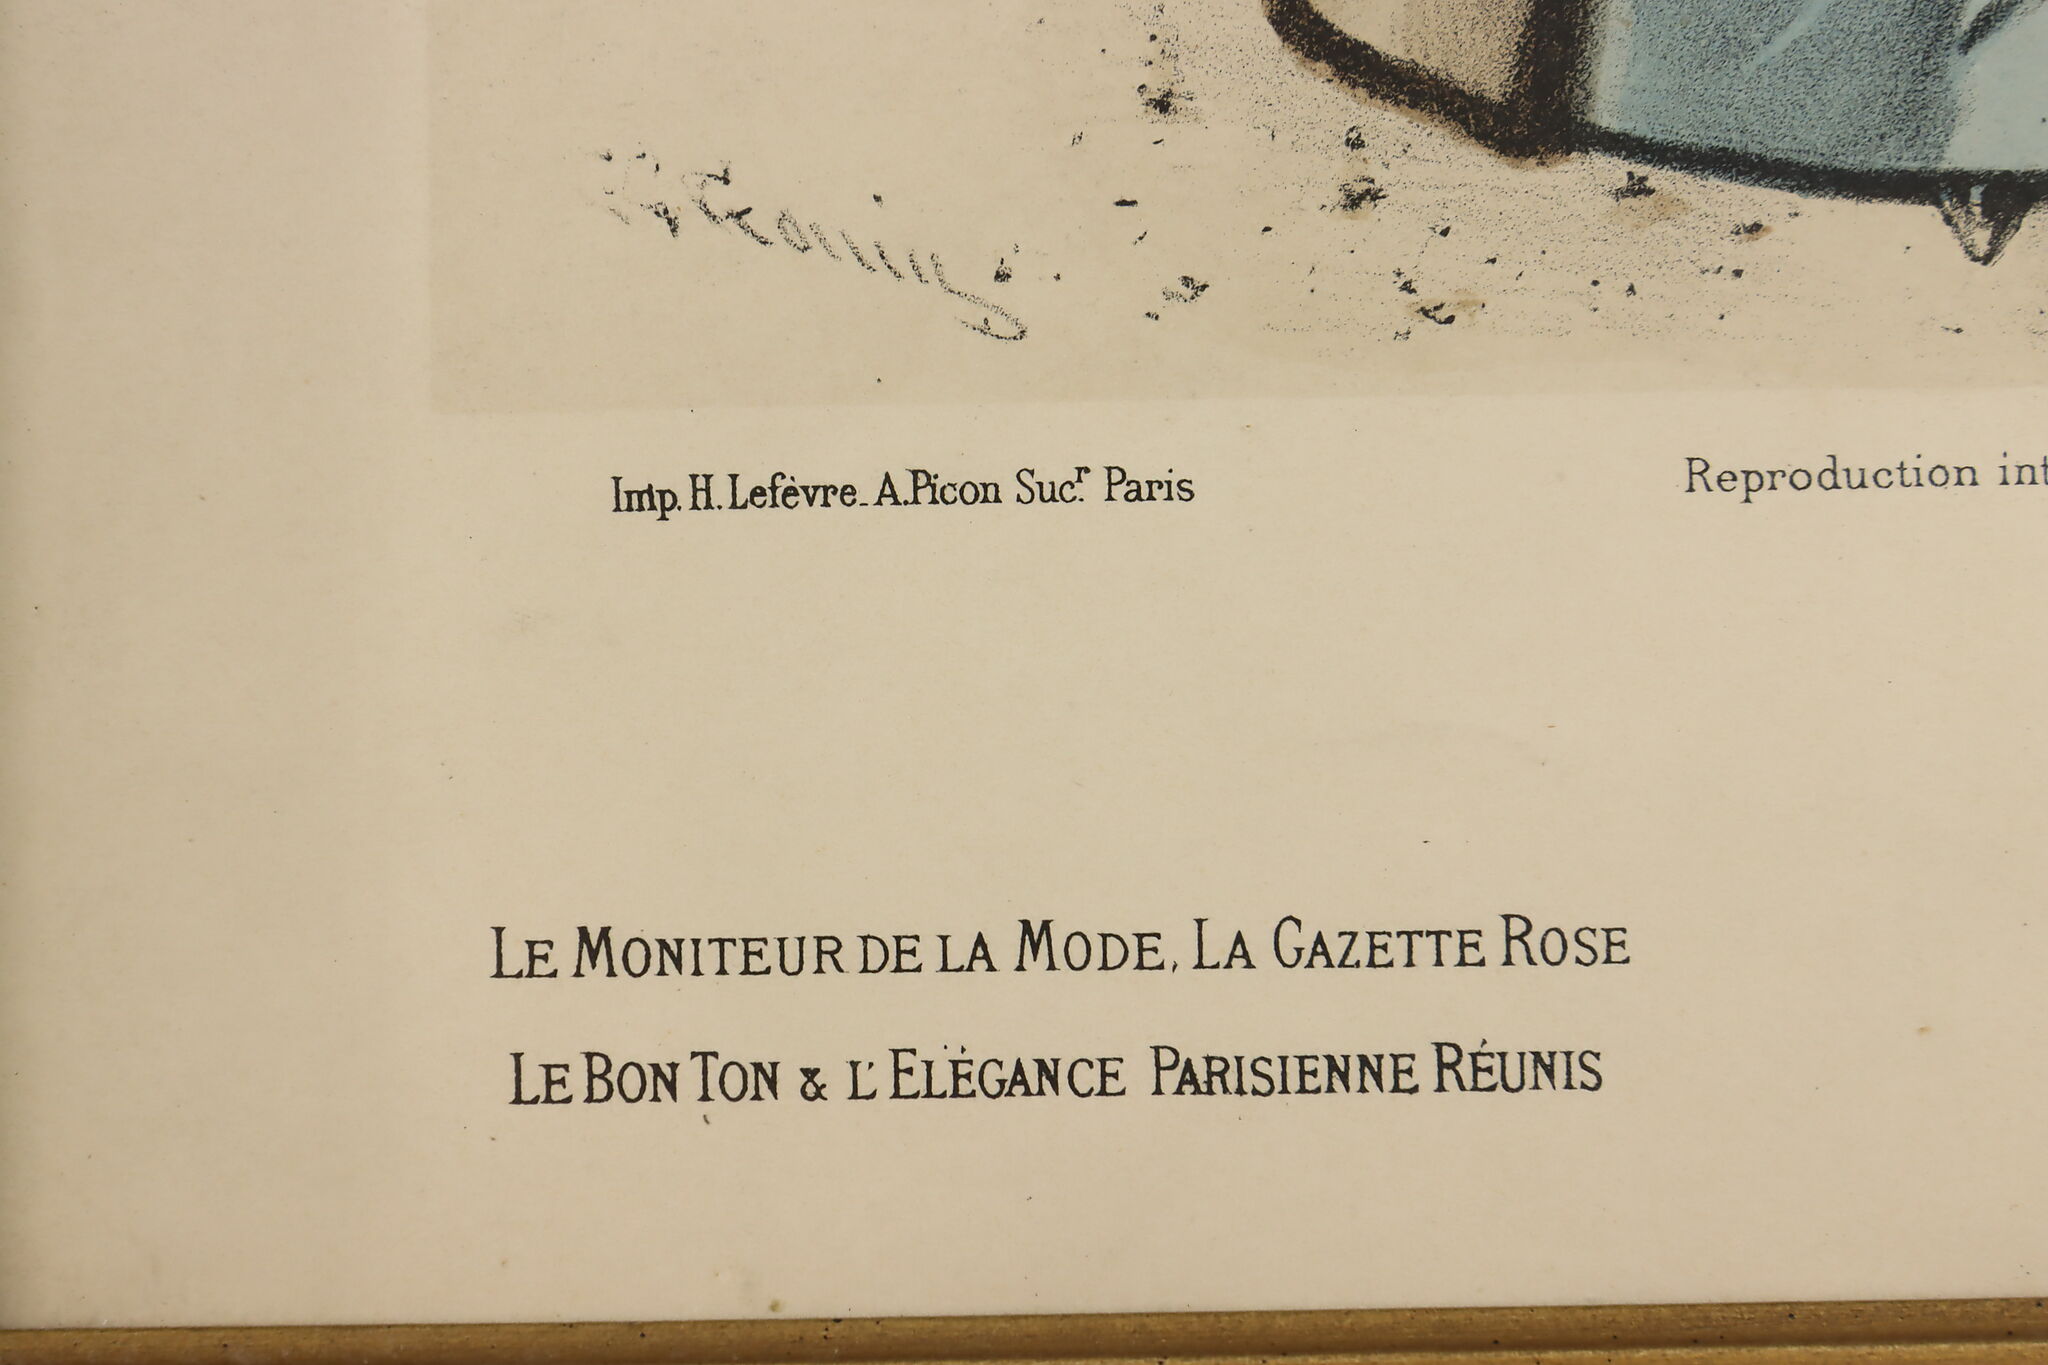 Imp. H. Lefèvre_A. Picon Sucr. Paris
Reproduction int
LE MONITEUR DE LA MODE, LA GAZETTE ROSE
LE BON TON & L'ELÉGANCE PARISIENNE RÉUNIS